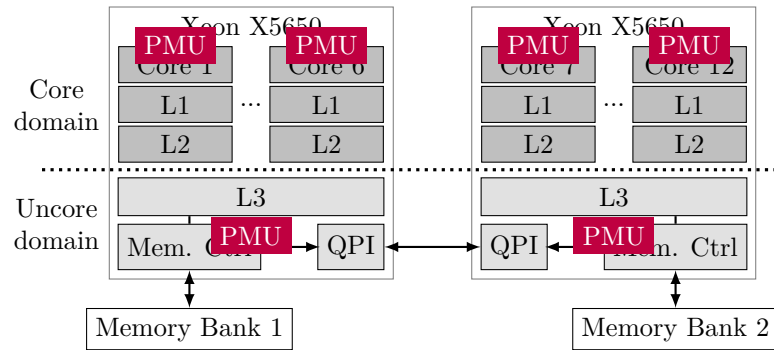 Xeon X5650
Xeon X5650
PMU
PMU
PMU
PMU
Core 1
Core 6
Core 7
Core 12
Core
domain
L1
...
L1
L1
...
L1
L2
L2
L2
L2
Uncore
domain
L3
L3
PMU
PMU
Mem. Ctrl
QPI
QPI
Mem. Ctrl
Memory Bank 1
Memory Bank 2